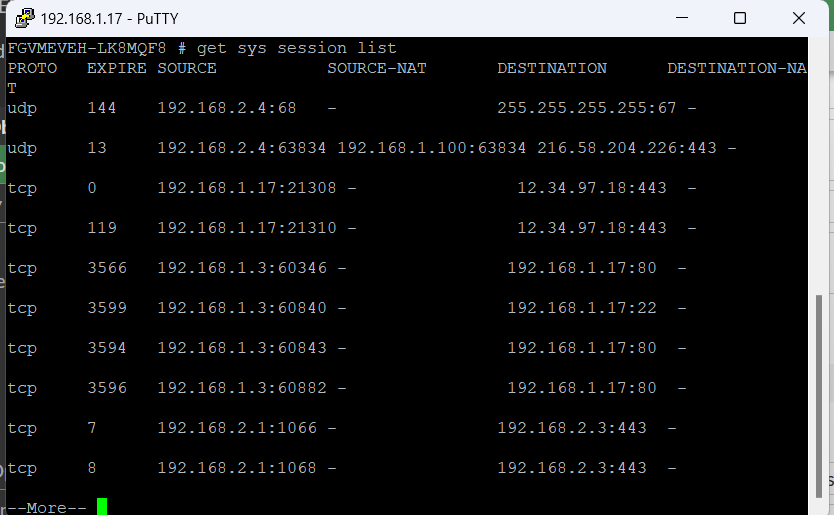 192.168.1.17 - PuTTY
FGVMEVEH-LK8MQF8 # get sys session list
PROTO   EXPIRE SOURCE           SOURCE-NAT       DESTINATION      DESTINATION-NA
T
udp     144    192.168.2.4:68   -                255.255.255.255:67 -
udp     13     192.168.2.4:63834 192.168.1.100:63834 216.58.204.226:443 -
tcp     0      192.168.1.17:21308 -                12.34.97.18:443  -
tcp     119    192.168.1.17:21310 -                12.34.97.18:443  -
tcp     3566   192.168.1.3:60346 -                192.168.1.17:80  -
tcp     3599   192.168.1.3:60840 -                192.168.1.17:22  -
tcp     3594   192.168.1.3:60843 -                192.168.1.17:80  -
tcp     3596   192.168.1.3:60882 -                192.168.1.17:80  -
tcp     7      192.168.2.1:1066 -                192.168.2.3:443  -
tcp     8      192.168.2.1:1068 -                192.168.2.3:443  -
--More--